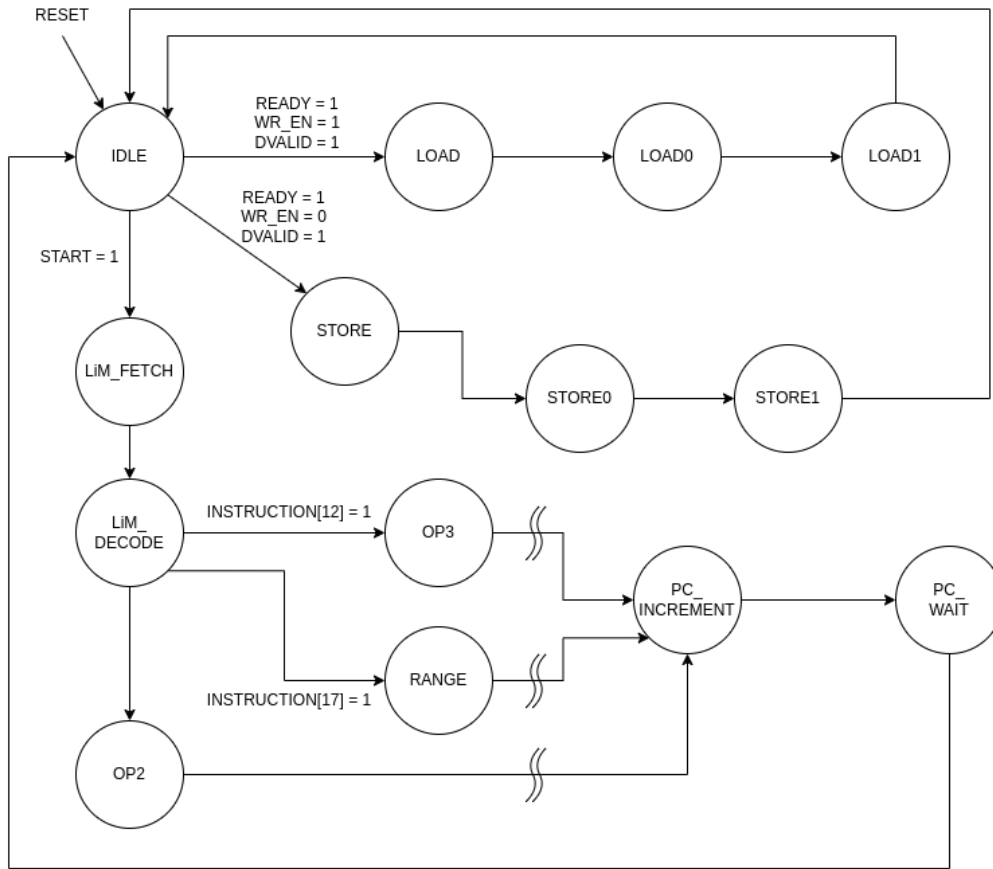 RESET
READY = 1
WR_EN = 1
DVALID = 1
IDLE
LOAD
LOAD0
LOAD1
READY = 1
WR_EN = 0
DVALID = 1
START = 1
STORE
LiM_FETCH
STORE0
STORE1
INSTRUCTION[12] = 1
LiM_
DECODE
OP3
PC_
INCREMENT
PC_
WAIT
RANGE
INSTRUCTION[17] = 1
OP2